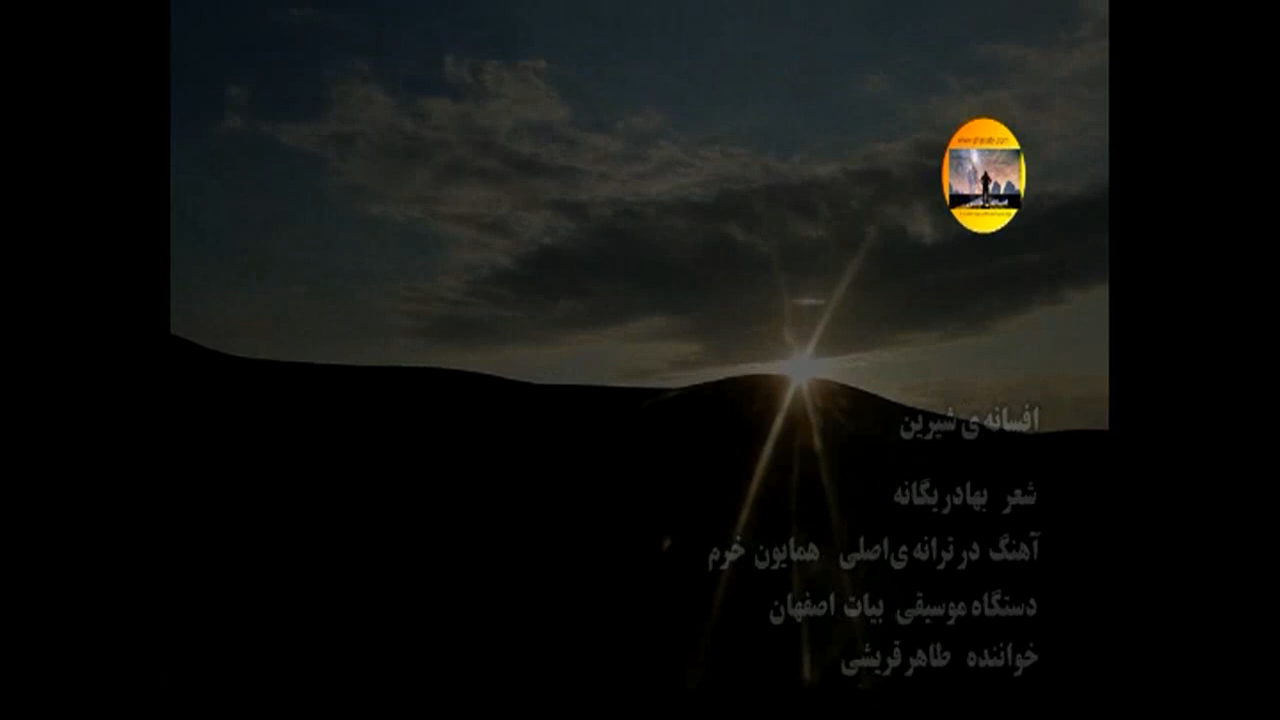 افسانه ی شیرین
شعر بهادر یگانه
آهنگ در ترانه ی اصلی همایون خرم
دستگاه موسیقی بیات اصفهان
خواننده طاهر قریشی